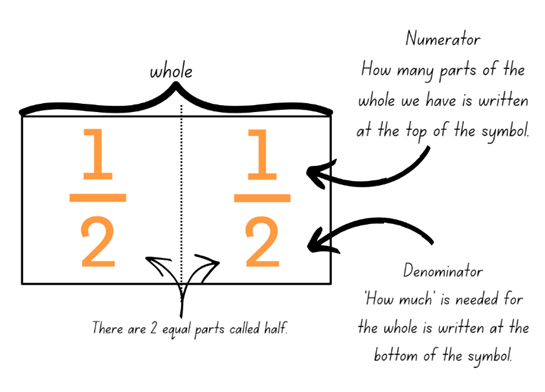 whole
1
2
1
2
Numerator
How many parts of the
whole we have is written
at the top of the symbol.
Denominator
'How much' is needed for
the whole is written at the
bottom of the symbol.
There are 2 equal parts called half.